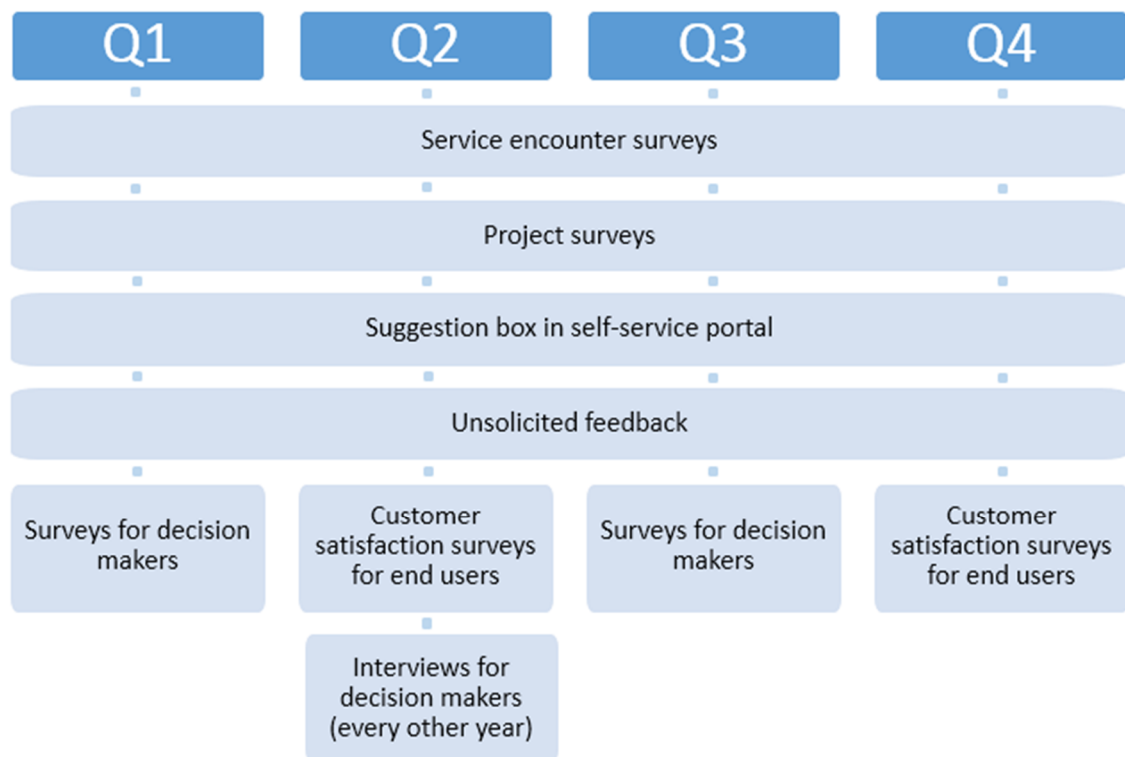 Q1
Q2
Q3
Q4
Service encounter surveys
Project surveys
Suggestion box in self-service portal
Unsolicited feedback
Surveys for decision
makers
Customer
satisfaction surveys
for end users
Surveys for decision
makers
Customer
satisfaction surveys
for end users
Interviews for
decision makers
(every other year)